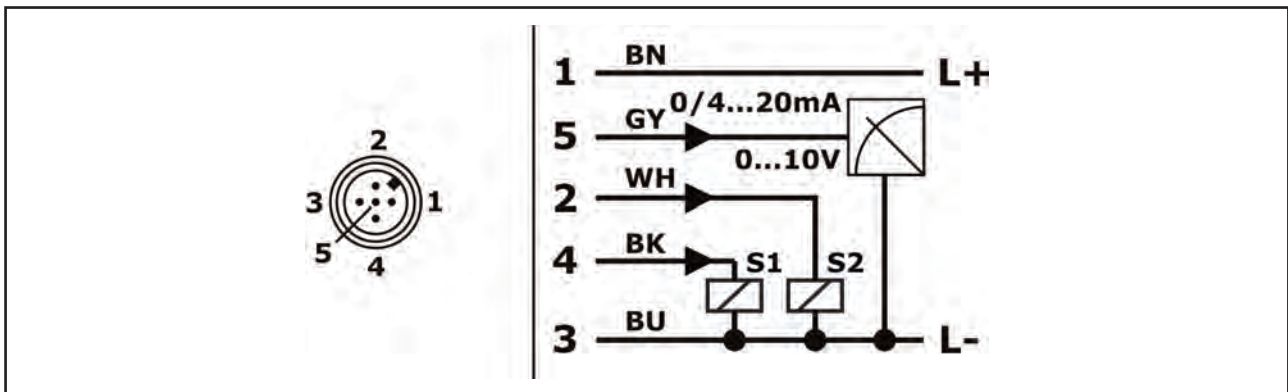 2
3 1
5
4
1 BN L+
0/4...20mA
5 GY
0...10V
2 WH
4 BK S1 S2
3 BU L-